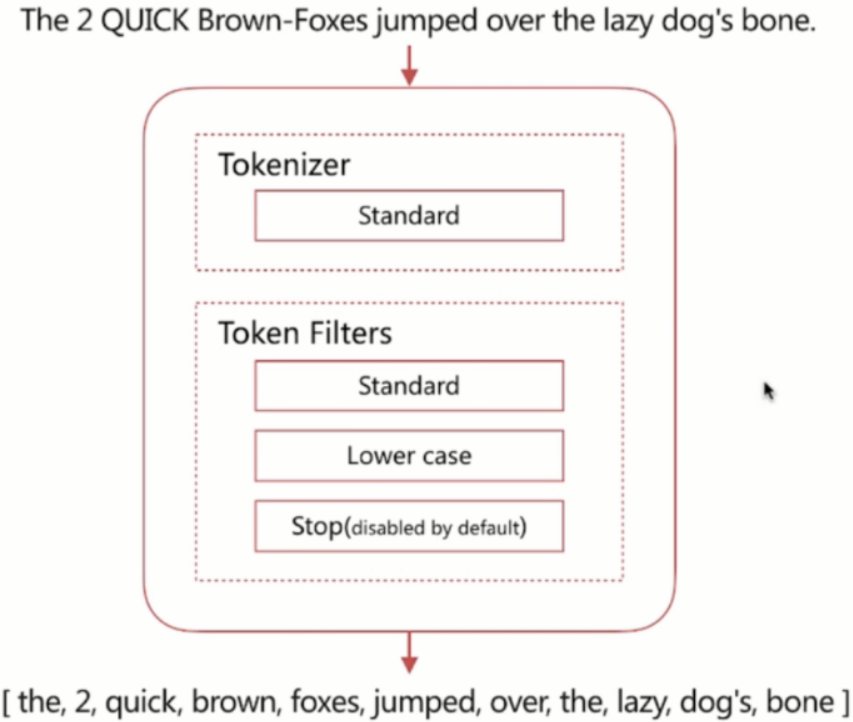 The 2 QUICK Brown-Foxes jumped over the lazy dog's bone.
Tokenizer
Standard
Token Filters
Standard
Lower case
Stop(disabled by default)
[ the, 2, quick, brown, foxes, jumped, over, the, lazy, dog's, bone ]